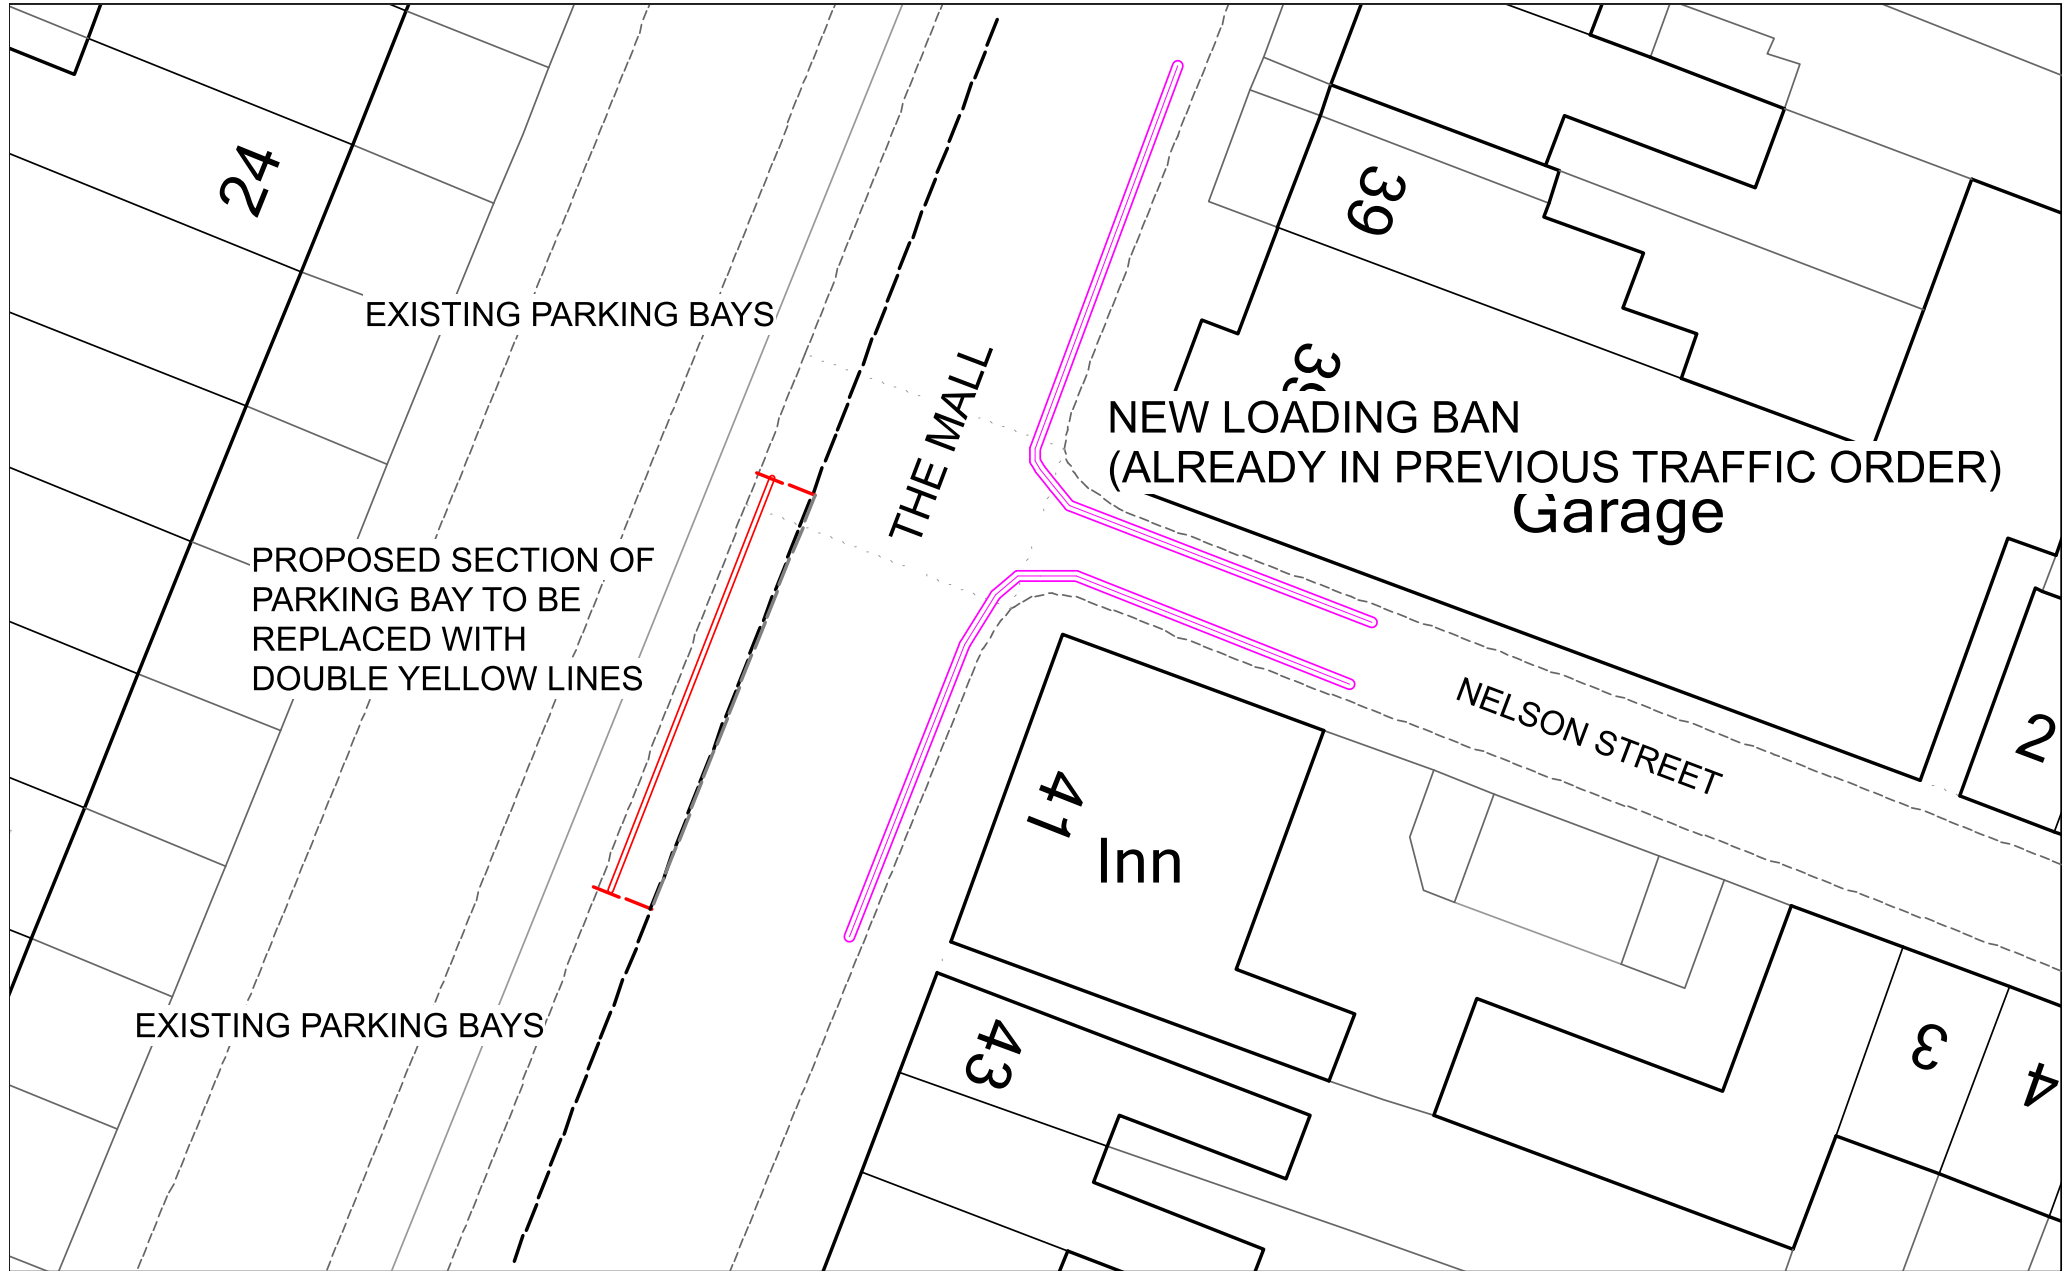 24
39
EXISTING PARKING BAYS
THE MALL
39
NEW LOADING BAN
(ALREADY IN PREVIOUS TRAFFIC ORDER)
Garage
PROPOSED SECTION OF
PARKING BAY TO BE
REPLACED WITH
DOUBLE YELLOW LINES
NELSON STREET
2
41
Inn
EXISTING PARKING BAYS
43
3
4